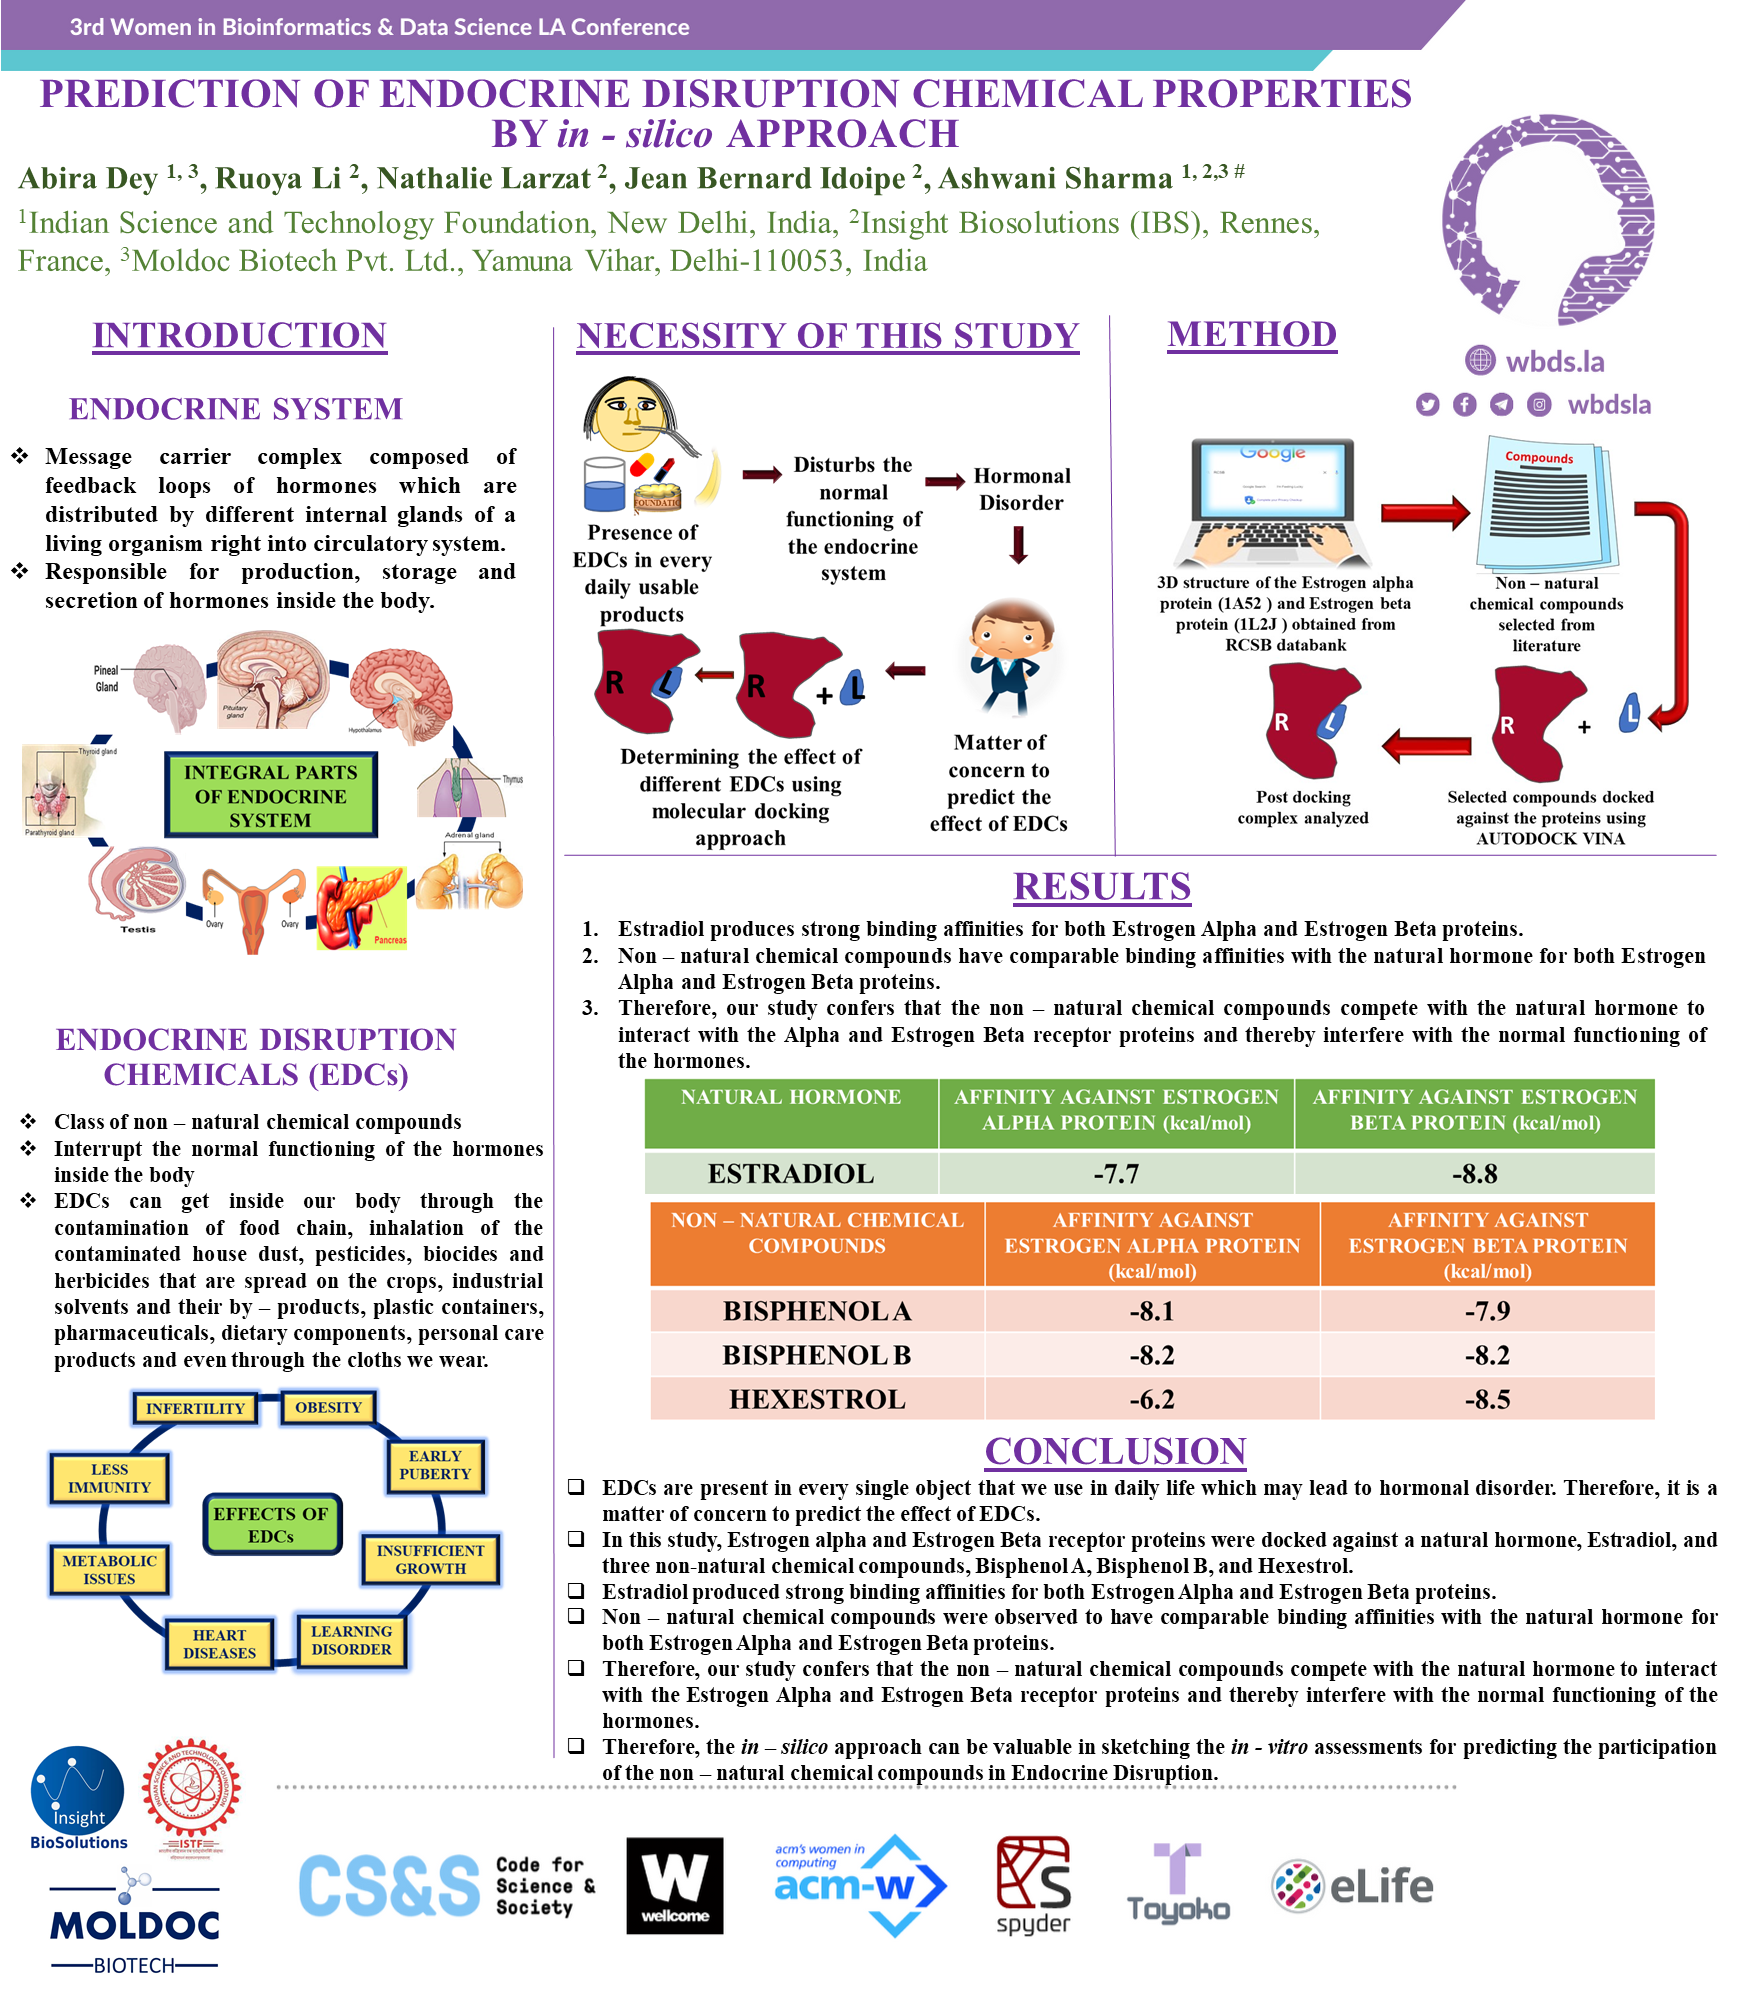 3rd Women in Bioinformatics & Data Science LA Conference
PREDICTION OF ENDOCRINE DISRUPTION CHEMICAL PROPERTIES
BY in - silico APPROACH
Abira Dey 1, 3, Ruoya Li 2, Nathalie Larzat 2, Jean Bernard Idoipe 2, Ashwani Sharma 1, 2,3 #
1Indian Science and Technology Foundation, New Delhi, India, 2Insight Biosolutions (IBS), Rennes,
France, 3Moldoc Biotech Pvt. Ltd., Yamuna Vihar, Delhi-110053, India
wbds.la
wbdsla
INTRODUCTION
ENDOCRINE SYSTEM
❖ Message carrier complex composed of
feedback loops of hormones which are
distributed by different internal glands of a
living organism right into circulatory system.
❖ Responsible for production, storage and
secretion of hormones inside the body.
Pineal
Gland
Pituitary
gland
Hypothalamus
Thyroid gland
Parathyroid gland
Thymus
Adrenal gland
INTEGRAL PARTS
OF ENDOCRINE
SYSTEM
Testis
Ovary
Ovary
Pancreas
ENDOCRINE DISRUPTION
CHEMICALS (EDCs)
❖ Class of non – natural chemical compounds
❖ Interrupt the normal functioning of the hormones
inside the body
❖ EDCs can get inside our body through the
contamination of food chain, inhalation of the
contaminated house dust, pesticides, biocides and
herbicides that are spread on the crops, industrial
solvents and their by – products, plastic containers,
pharmaceuticals, dietary components, personal care
products and even through the cloths we wear.
INFERTILITY
OBESITY
EARLY
PUBERTY
LESS
IMMUNITY
EFFECTS OF
EDCs
INSUFFICIENT
GROWTH
METABOLIC
ISSUES
HEART
DISEASES
LEARNING
DISORDER
NECESSITY OF THIS STUDY
FOUNDATIO
N
Presence of
EDCs in every
daily usable
products
Disturbs the
normal
functioning of
the endocrine
system
Hormonal
Disorder
Matter of
concern to
predict the
effect of EDCs
R L
R + L
Determining the effect of
different EDCs using
molecular docking
approach
METHOD
Google
Compounds
3D structure of the Estrogen alpha
protein (1A52 ) and Estrogen beta
protein (1L2J ) obtained from
RCSB databank
Non – natural
chemical compounds
selected from
literature
R L
R + L
Post docking
complex analyzed
Selected compounds docked
against the proteins using
AUTODOCK VINA
RESULTS
1. Estradiol produces strong binding affinities for both Estrogen Alpha and Estrogen Beta proteins.
2. Non – natural chemical compounds have comparable binding affinities with the natural hormone for both Estrogen
Alpha and Estrogen Beta proteins.
3. Therefore, our study confers that the non – natural chemical compounds compete with the natural hormone to
interact with the Alpha and Estrogen Beta receptor proteins and thereby interfere with the normal functioning of
the hormones.
NATURAL HORMONE AFFINITY AGAINST ESTROGEN AFFINITY AGAINST ESTROGEN
ALPHA PROTEIN (kcal/mol) BETA PROTEIN (kcal/mol)
ESTRADIOL -7.7 -8.8
NON – NATURAL CHEMICAL AFFINITY AGAINST AFFINITY AGAINST
COMPOUNDS ESTROGEN ALPHA PROTEIN ESTROGEN BETA PROTEIN
(kcal/mol) (kcal/mol)
BISPHENOL A -8.1 -7.9
BISPHENOL B -8.2 -8.2
HEXESTROL -6.2 -8.5
CONCLUSION
❑ EDCs are present in every single object that we use in daily life which may lead to hormonal disorder. Therefore, it is a
matter of concern to predict the effect of EDCs.
❑ In this study, Estrogen alpha and Estrogen Beta receptor proteins were docked against a natural hormone, Estradiol, and
three non-natural chemical compounds, Bisphenol A, Bisphenol B, and Hexestrol.
❑ Estradiol produced strong binding affinities for both Estrogen Alpha and Estrogen Beta proteins.
❑ Non – natural chemical compounds were observed to have comparable binding affinities with the natural hormone for
both Estrogen Alpha and Estrogen Beta proteins.
❑ Therefore, our study confers that the non – natural chemical compounds compete with the natural hormone to interact
with the Estrogen Alpha and Estrogen Beta receptor proteins and thereby interfere with the normal functioning of the
hormones.
❑ Therefore, the in – silico approach can be valuable in sketching the in - vitro assessments for predicting the participation
of the non – natural chemical compounds in Endocrine Disruption.
Insight
BioSolutions
INDIAN SCIENCE AND TECHNOLOGY FOUNDATION
ISTF
MOLDOC
BIOTECH
CS&S Code for
Science &
Society
W
wellcome
acm's women in
computing
acm-w
S
spyder
Toyoko
eLife